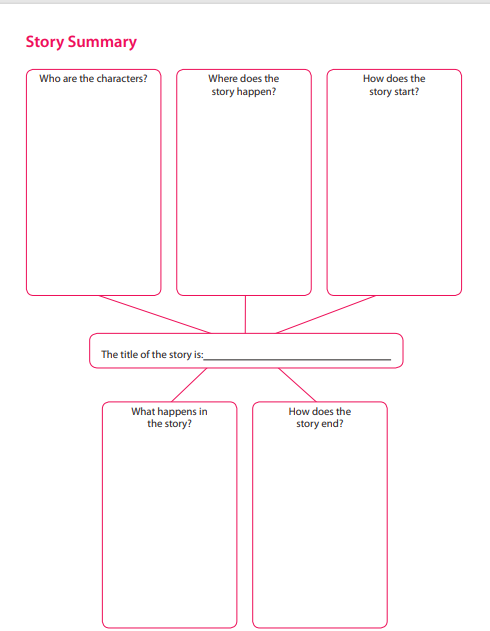 Story Summary
Who are the characters?
Where does the
story happen?
How does the
story start?
The title of the story is:
What happens in
the story?
How does the
story end?